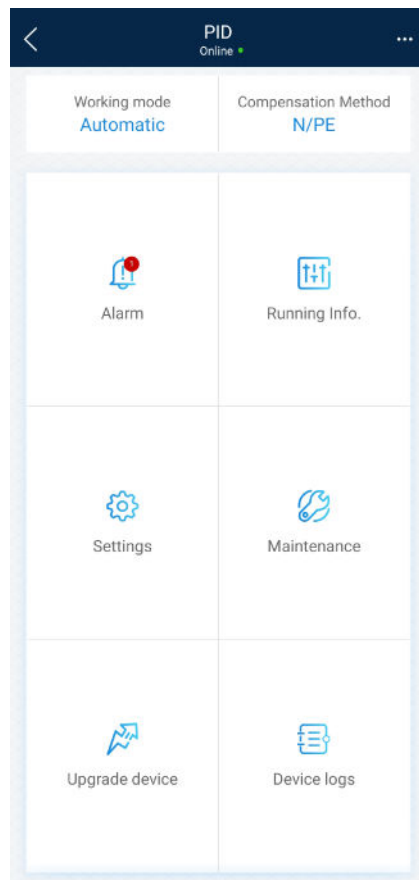 PID
Online
Working mode
Compensation Method
Automatic
N/PE
1
Alarm
Running Info.
Settings
Maintenance
Upgrade device
Device logs